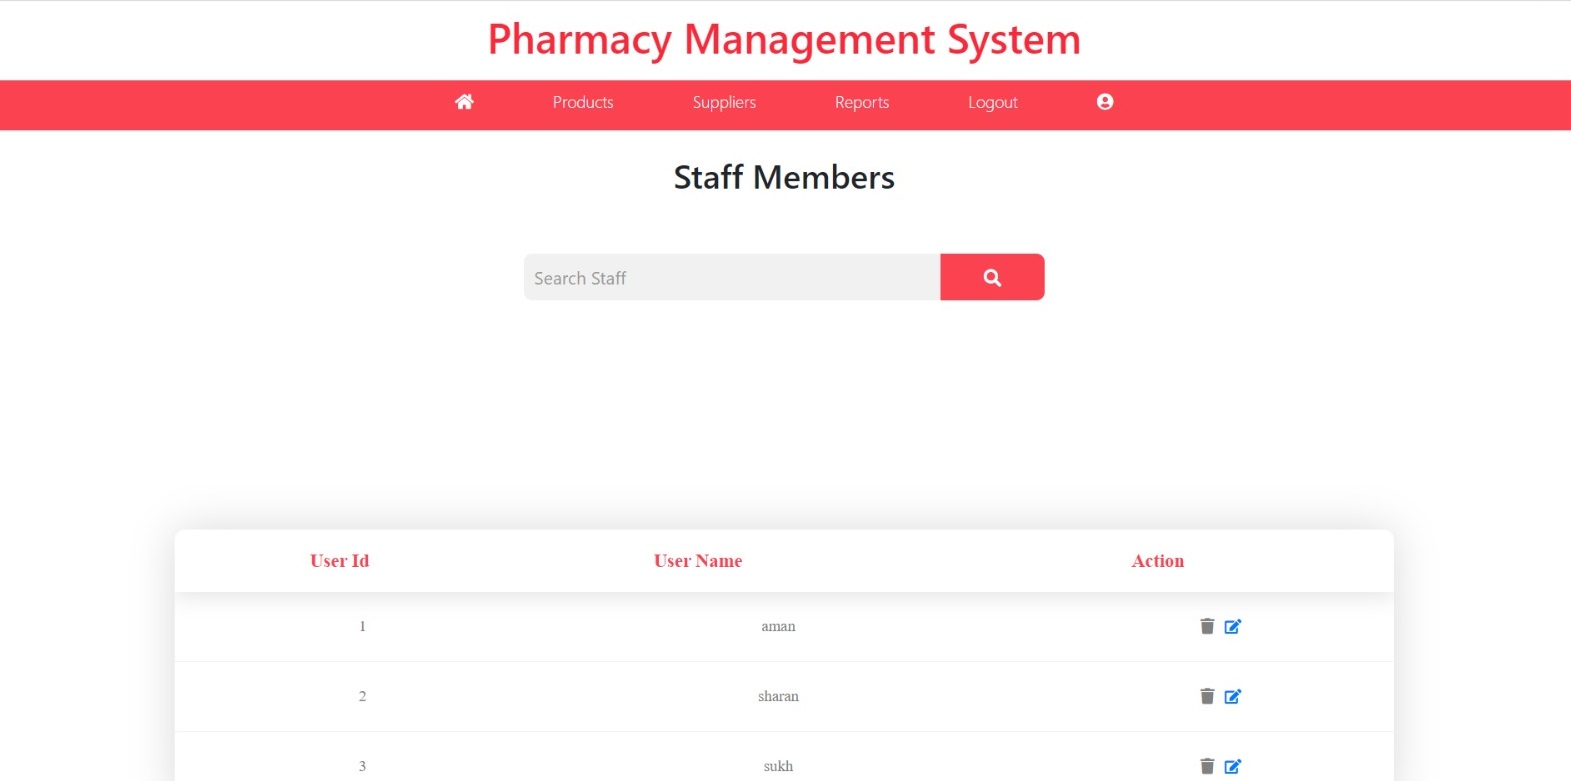 Pharmacy Management System
Products Suppliers Reports Logout
Staff Members
Search Staff
User Id User Name Action
1 aman
2 sharan
3 sukh